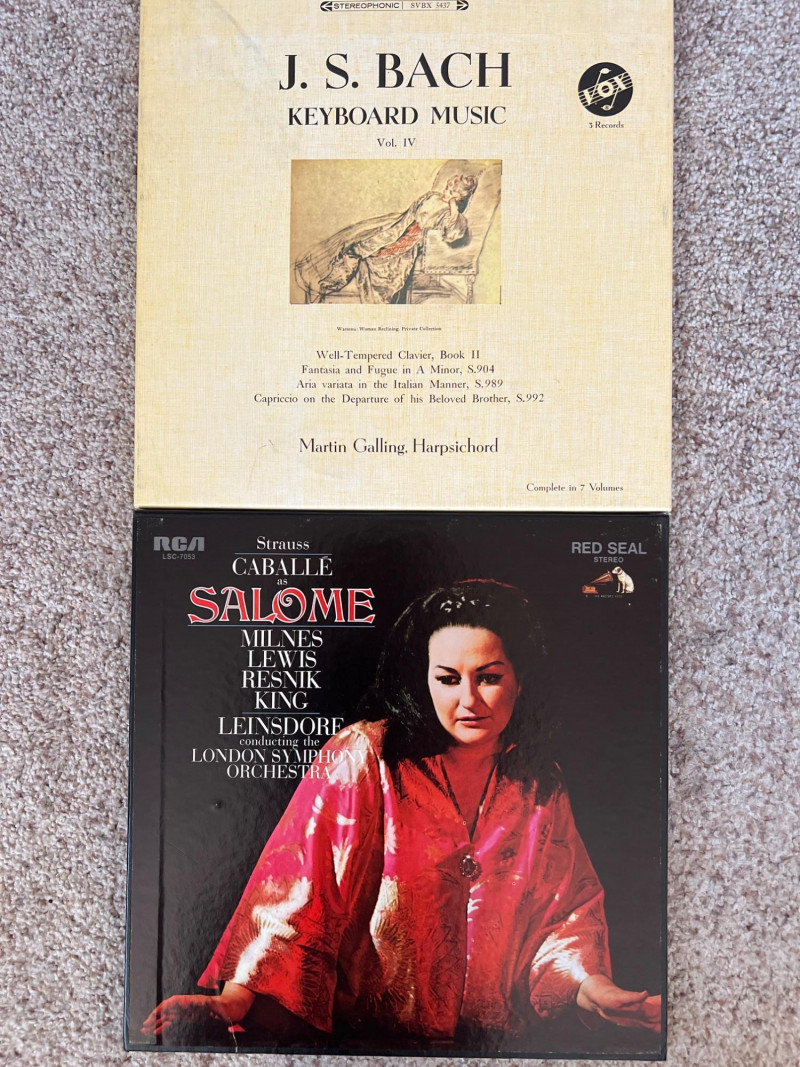 STEREOPHONIC | SVBX 5437
J. S. BACH
KEYBOARD MUSIC
Vol. IV
VOX
3 Records
Watteau: Woman Reclining, Private Collection
Well-Tempered Clavier, Book II
Fantasia and Fugue in A Minor, S.904
Aria variata in the Italian Manner, S.989
Capriccio on the Departure of his Beloved Brother, S.992
Martin Galling, Harpsichord
Complete in 7 Volumes
RCA
LSC-7053
Strauss
CABALLÉ
as
SALOME
MILNES
LEWIS
RESNIK
KING
LEINSDORF
conducting the
LONDON SYMPHONY
ORCHESTRA
RED SEAL
STEREO